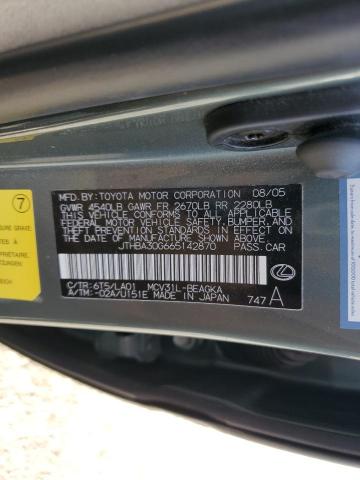 MFD. BY: TOYOTA MOTOR CORPORATION 08/05
GVWR 4540LB GAWR FR 2670LB RR 2280LB
THIS VEHICLE CONFORMS TO ALL APPLICABLE
FEDERAL MOTOR VEHICLE SAFETY, BUMPER, AND
THEFT PREVENTION STANDARDS IN EFFECT ON THE
DATE OF MANUFACTURE SHOWN ABOVE.
JTHBA30G665142870 PASS.CAR
C/TR: 6T5/LA01 MCV31L-BEAGKA
A/TM: -02A/U151E MADE IN JAPAN
747 A
7